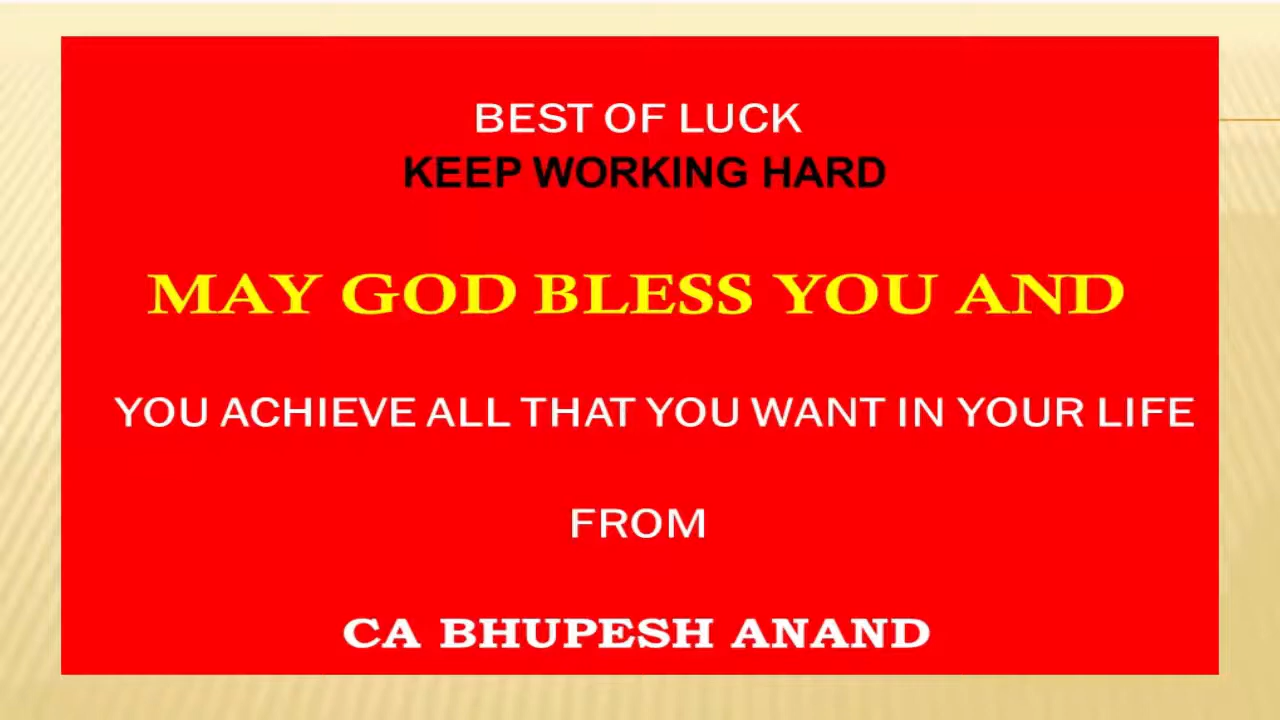 BEST OF LUCK
KEEP WORKING HARD
MAY GOD BLESS YOU AND
YOU ACHIEVE ALL THAT YOU WANT IN YOUR LIFE
FROM
CA BHUPESH ANAND